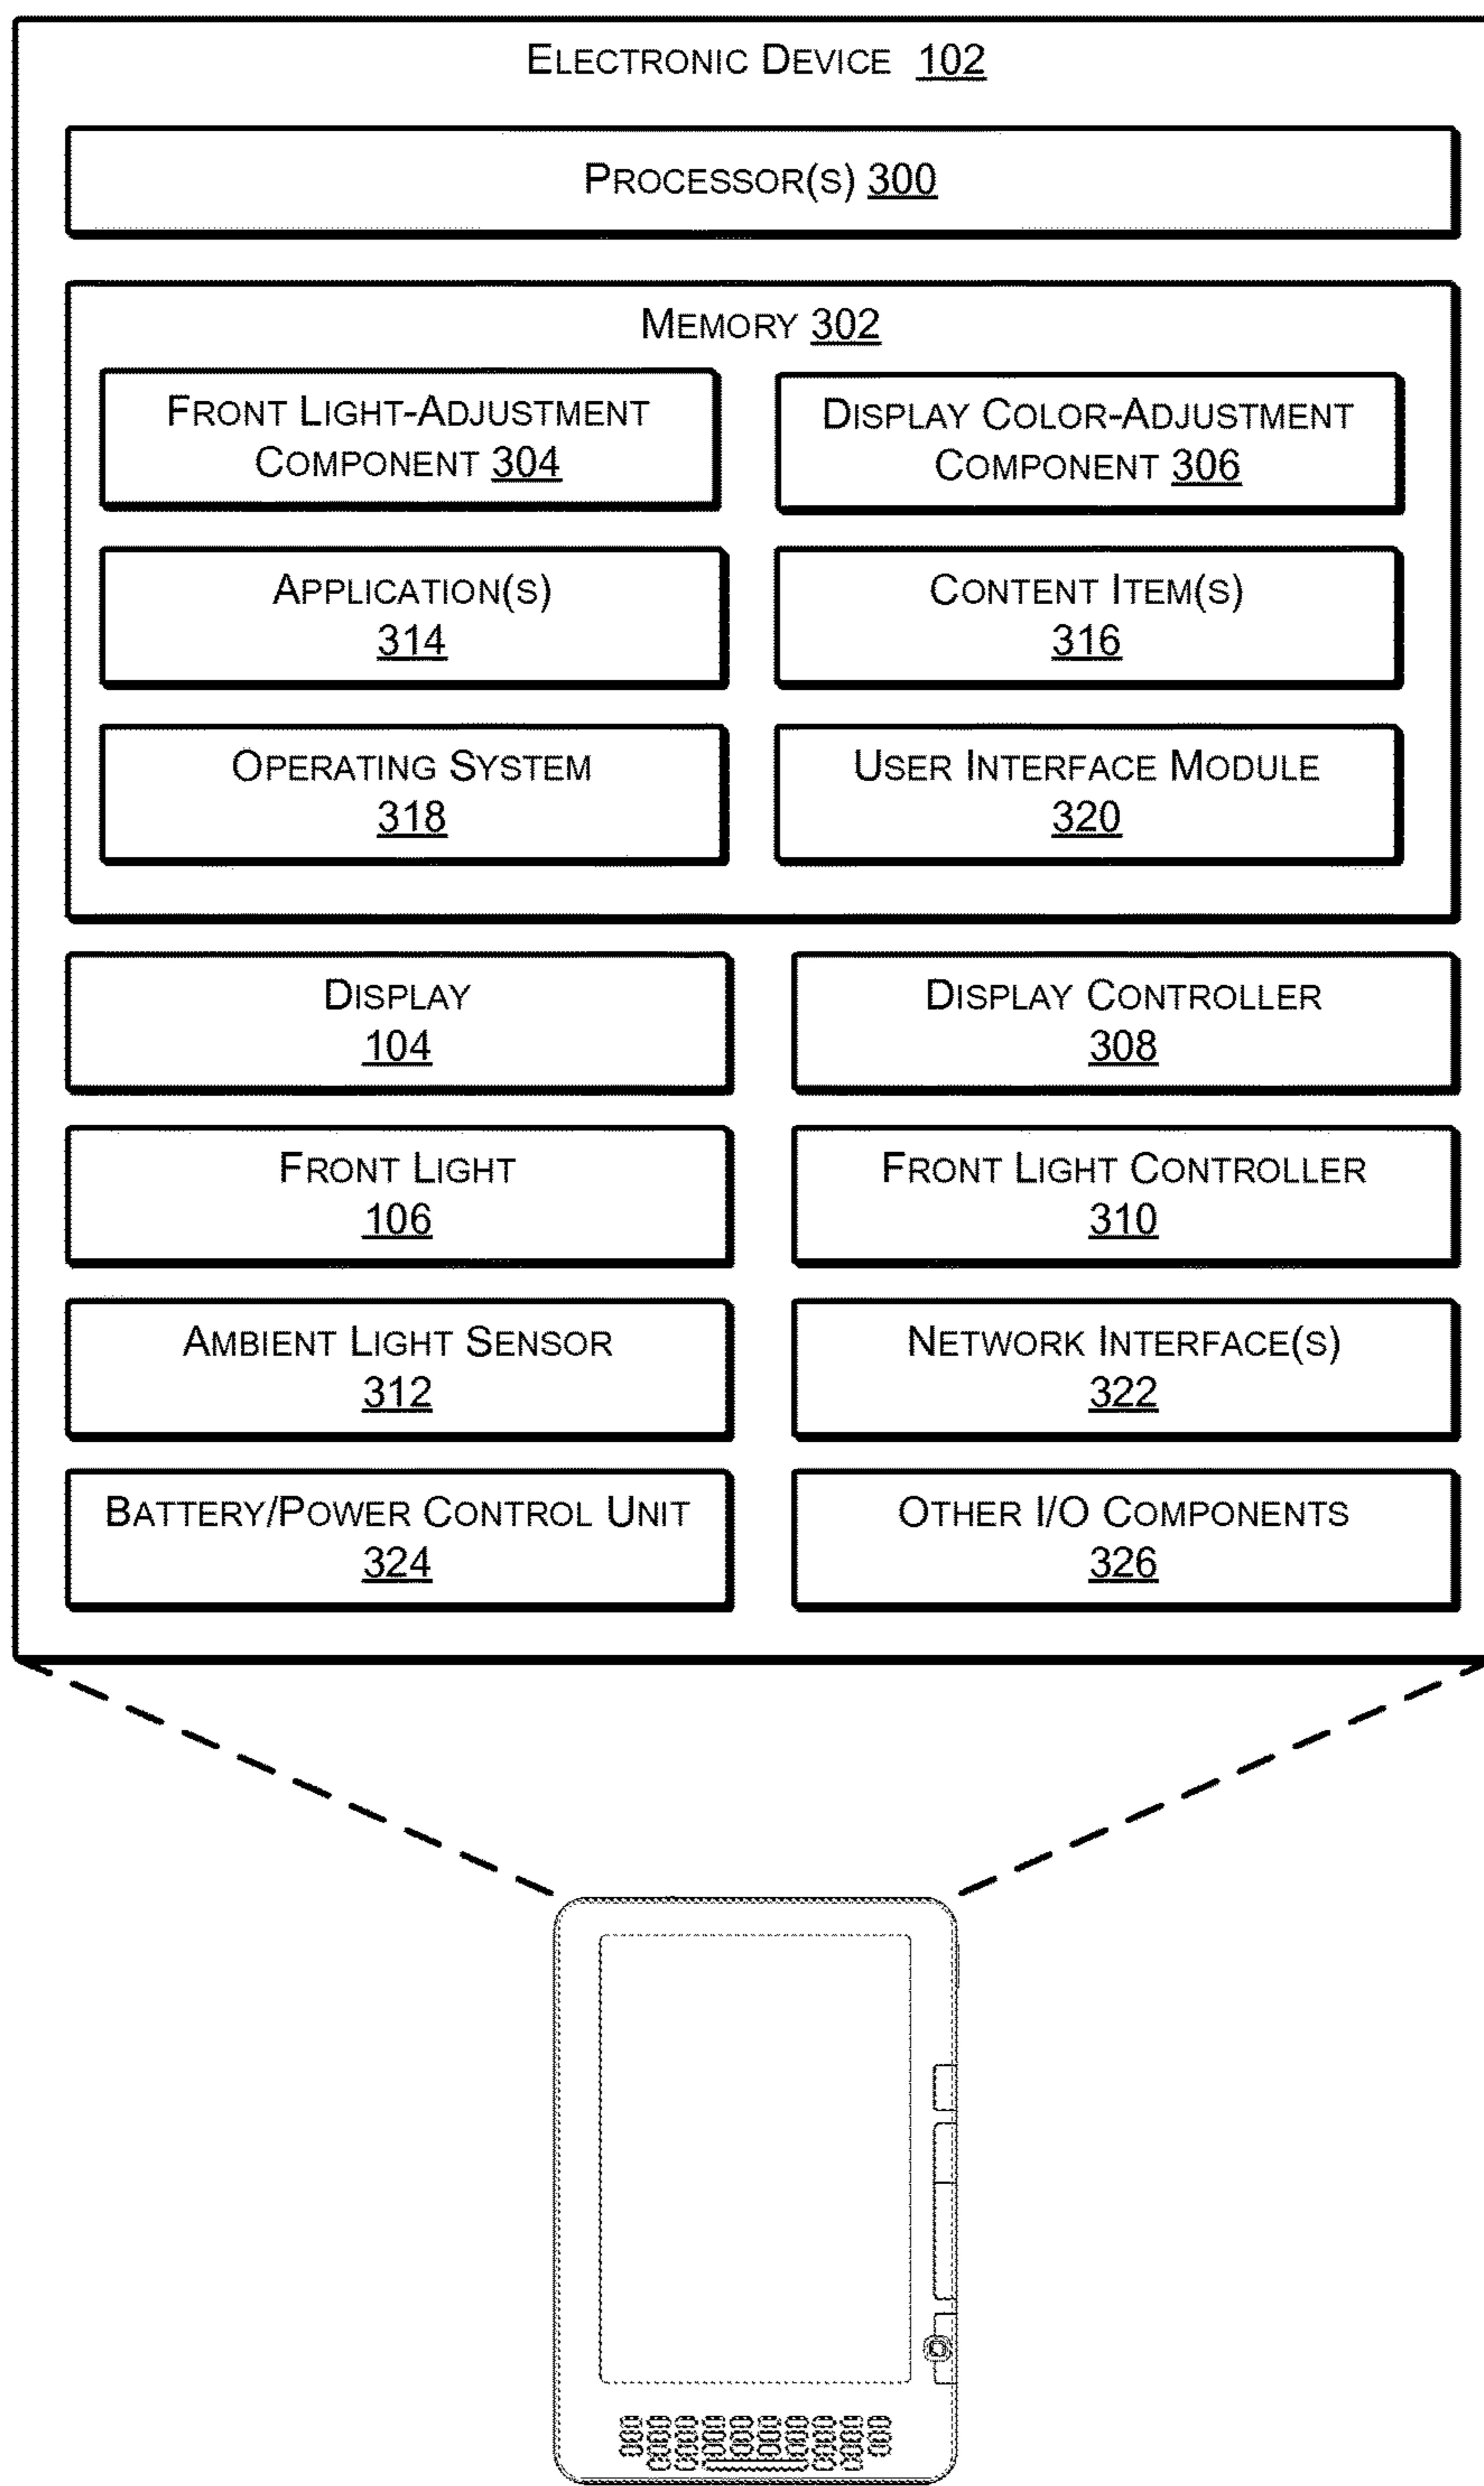 ELECTRONIC DEVICE 102
PROCESSOR(S) 300
MEMORY 302
FRONT LIGHT-ADJUSTMENT
COMPONENT 304
DISPLAY COLOR-ADJUSTMENT
COMPONENT 306
APPLICATION(S)
314
CONTENT ITEM(S)
316
OPERATING SYSTEM
318
USER INTERFACE MODULE
320
DISPLAY
104
DISPLAY CONTROLLER
308
FRONT LIGHT
106
FRONT LIGHT CONTROLLER
310
AMBIENT LIGHT SENSOR
312
NETWORK INTERFACE(S)
322
BATTERY/POWER CONTROL UNIT
324
OTHER I/O COMPONENTS
326